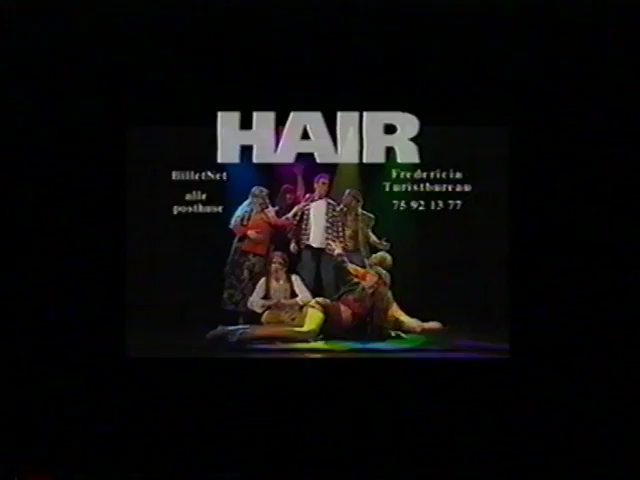 HAIR
BilletNet
alle
posthuse
Fredericia
Turistbureau
75 92 13 77